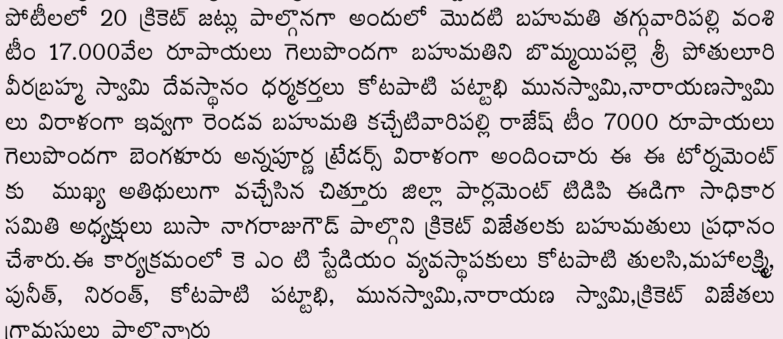 పోటీలలో 20 క్రికెట్ జట్లు పాల్గొనగా అందులో మొదటి బహుమతి తగ్గువారిపల్లి వంశి
టీం 17.000వేల రూపాయలు గెలుపొందగా బహుమతిని బొమ్మయిపల్లె శ్రీ పోతులూరి
వీరబ్రహ్మ స్వామి దేవస్థానం ధర్మకర్తలు కోటపాటి పట్టాభి మునస్వామి,నారాయణస్వామి
లు విరాళంగా ఇవ్వగా రెండవ బహుమతి కచ్చేటివారిపల్లి రాజేష్ టీం 7000 రూపాయలు
గెలుపొందగా బెంగళూరు అన్నపూర్ణ ట్రేడర్స్ విరాళంగా అందించారు ఈ ఈ టోర్నమెంట్
కు ముఖ్య అతిథులుగా వచ్చేసిన చిత్తూరు జిల్లా పార్లమెంట్ టిడిపి ఈడిగా సాధికార
సమితి అధ్యక్షులు బుసా నాగరాజుగౌడ్ పాల్గొని క్రికెట్ విజేతలకు బహుమతులు ప్రధానం
చేశారు.ఈ కార్యక్రమంలో కె ఎం టి స్టేడియం వ్యవస్థాపకులు కోటపాటి తులసి,మహాలక్ష్మి,
పునీత్, నిరంత్, కోటపాటి పట్టాభి, మునస్వామి,నారాయణ స్వామి,క్రికెట్ విజేతలు
గ్రామస్తులు పాల్గొన్నారు